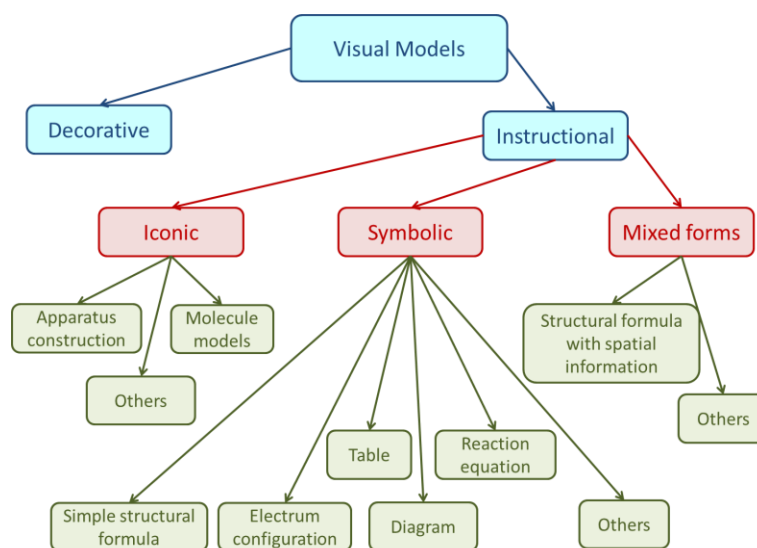 Visual Models
Decorative
Instructional
Iconic
Symbolic
Mixed forms
Apparatus
construction
Molecule
models
Others
Structural formula
with spatial
information
Others
Table
Reaction
equation
Simple structural
formula
Electrum
configuration
Diagram
Others